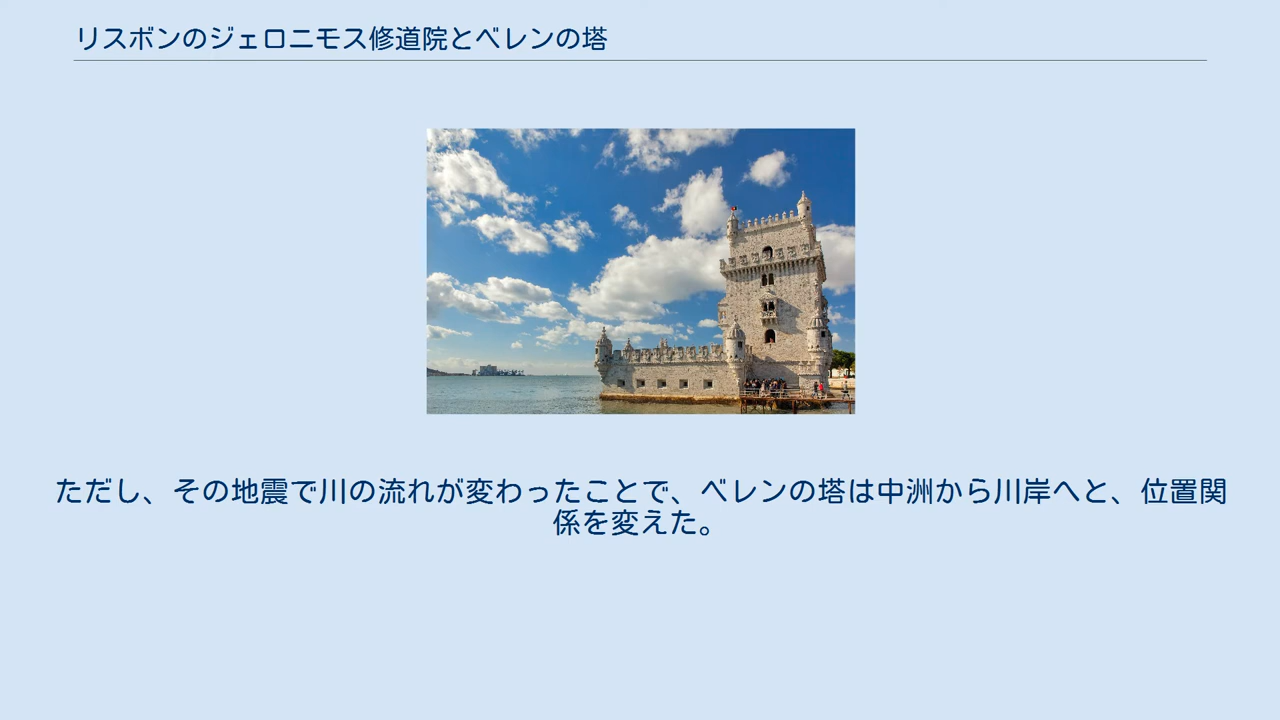 リスボンのジェロニモス修道院とベレンの塔
ただし、その地震で川の流れが変わったことで、ベレンの塔は中洲から川岸へと、位置関
係を変えた。